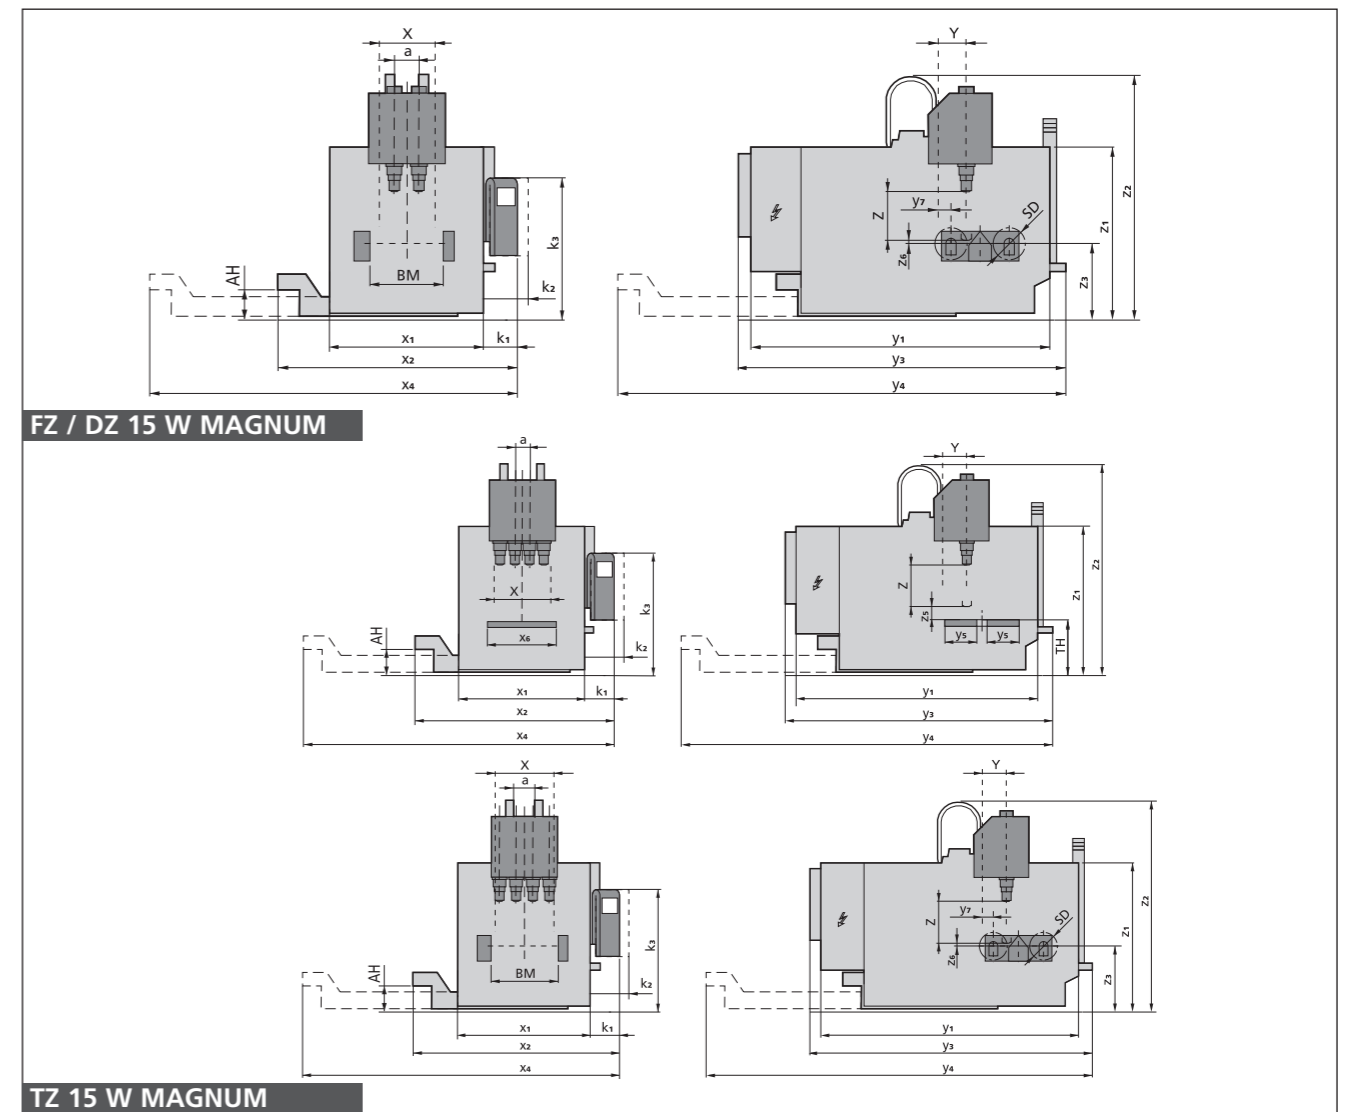 X
a
Y
SD
y₇
Z
z₆
z₁
z₂
z₃
k₃
k₂
AH
BM
x₁
k₁
x₂
x₄
y₁
y₃
y₄
FZ / DZ 15 W MAGNUM
a
Y
Z
z₅
z₁
z₂
X
k₃
x₆
y₅
y₅
TH
AH
k₂
x₁
k₁
x₂
x₄
y₁
y₃
y₄
X
a
Y
y₇
Z
SD
z₁
z₂
z₆
z₃
k₃
AH
BM
k₂
x₁
k₁
x₂
x₄
y₁
y₃
y₄
TZ 15 W MAGNUM